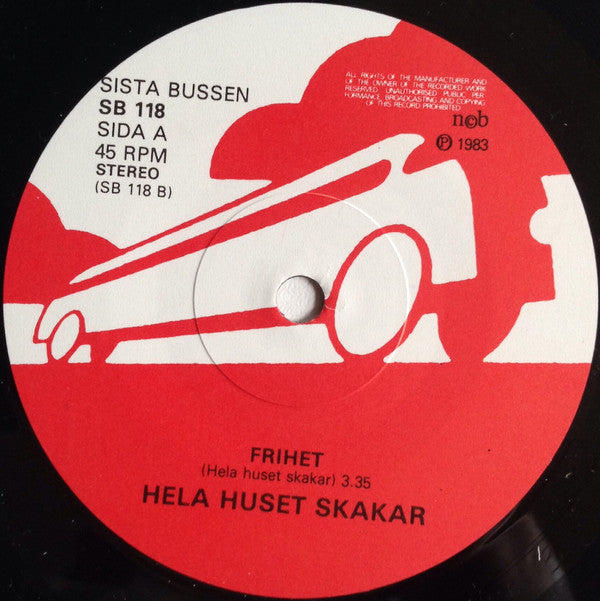 SISTA BUSSEN
SB 118
SIDA A
45 RPM
STEREO
(SB 118 B)
ALL RIGHTS OF THE MANUFACTURER AND
OF THE OWNER OF THE RECORDED WORK
RESERVED UNAUTHORISED PUBLIC PER
FORMANCE BROADCASTING AND COPYING
OF THIS RECORD PROHIBITED
n©b
℗ 1983
FRIHET
(Hela huset skakar) 3.35
HELA HUSET SKAKAR